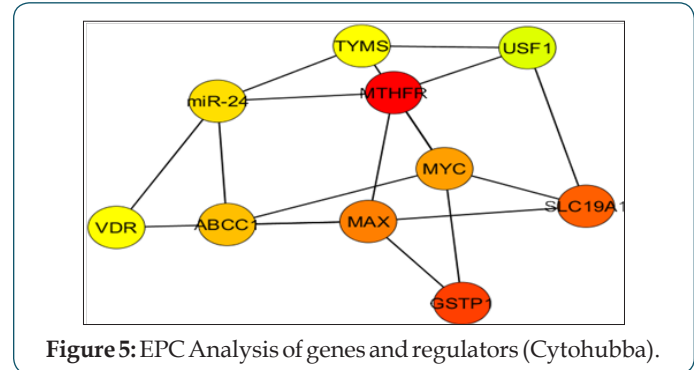 TYMS
USF1
miR-24
MTHFR
MYC
SLC19A1
VDR
ABCC1
MAX
GSTP1
Figure 5: EPC Analysis of genes and regulators (Cytohubba).